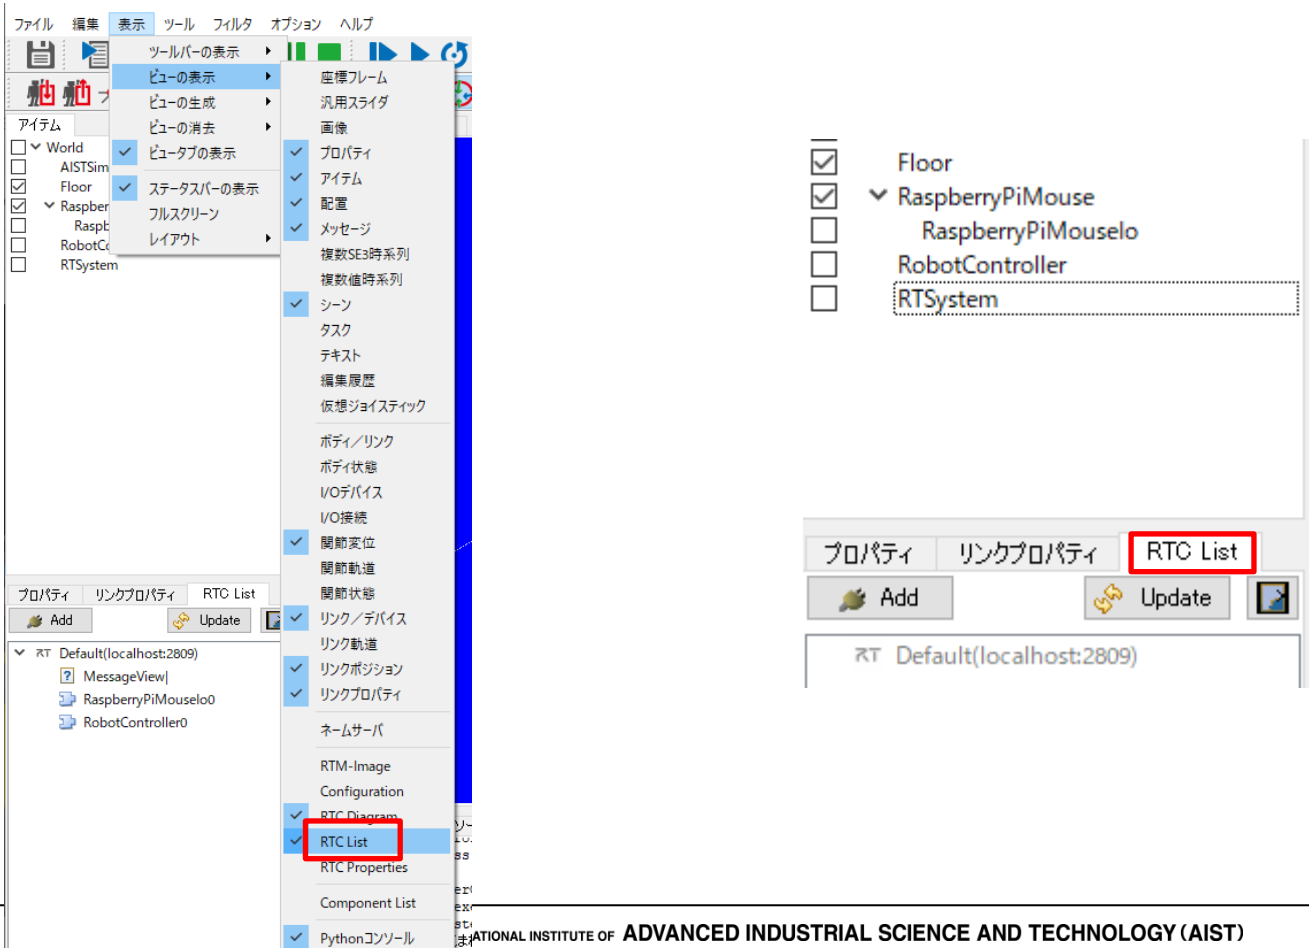 ファイル 編集 表示 ツール フィルタ オプション ヘルプ
ツールバーの表示
ビューの表示
ビューの生成
ビューの消去
ビュータブの表示
ステータスバーの表示
フルスクリーン
レイアウト
アイテム
World
AISTSim
Floor
Raspber
Raspb
RobotCo
RTSystem
座標フレーム
汎用スライダ
画像
プロパティ
アイテム
配置
メッセージ
複数SE3時系列
複数値時系列
シーン
タスク
テキスト
編集履歴
仮想ジョイスティック
ボディ／リンク
ボディ状態
I/Oデバイス
I/O接続
関節変位
関節軌道
関節状態
リンク／デバイス
リンク軌道
リンクポジション
リンクプロパティ
ネームサーバ
RTM-Image
Configuration
RTC Diagram
RTC List
RTC Properties
Component List
Pythonコンソール
プロパティ リンクプロパティ RTC List
Add Update
RT Default(localhost:2809)
MessageView|
RaspberryPiMouseIo0
RobotController0
Floor
RaspberryPiMouse
RaspberryPiMouseIo
RobotController
RTSystem
プロパティ リンクプロパティ RTC List
Add Update
RT Default(localhost:2809)
ATIONAL INSTITUTE OF ADVANCED INDUSTRIAL SCIENCE AND TECHNOLOGY (AIST)